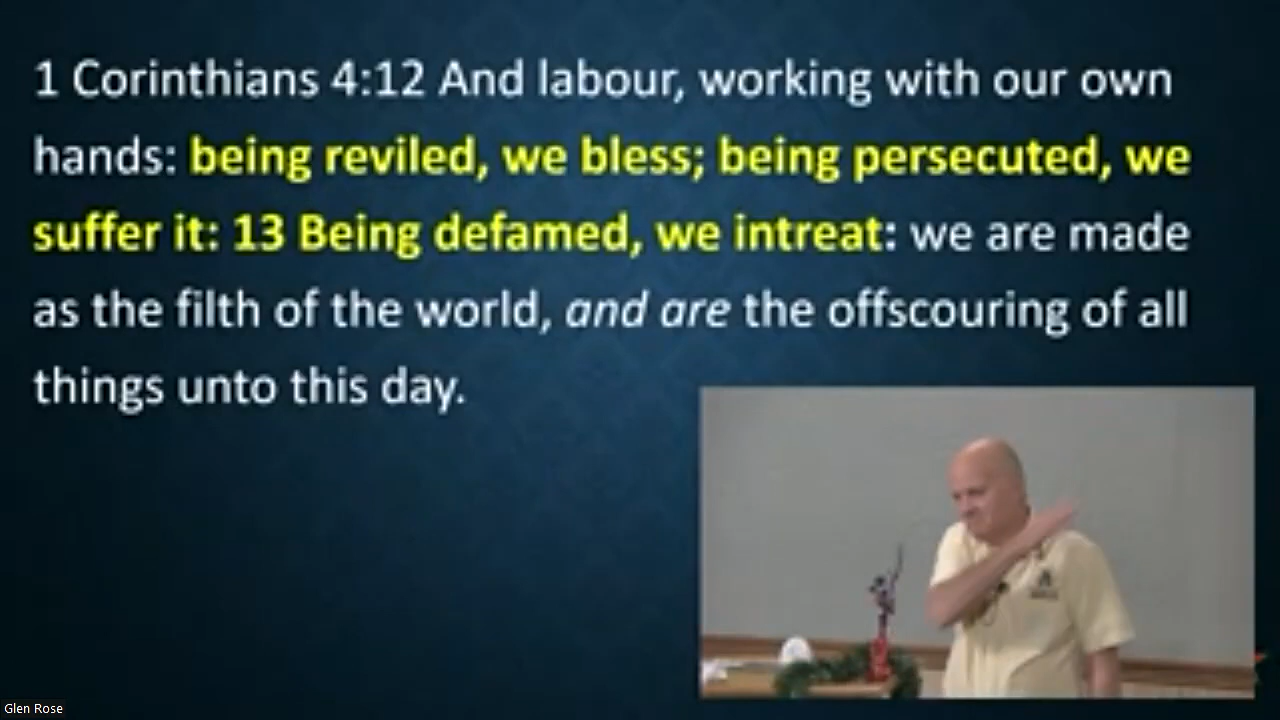 1 Corinthians 4:12 And labour, working with our own
hands: being reviled, we bless; being persecuted, we
suffer it: 13 Being defamed, we intreat: we are made
as the filth of the world, and are the offscouring of all
things unto this day.
Glen Rose